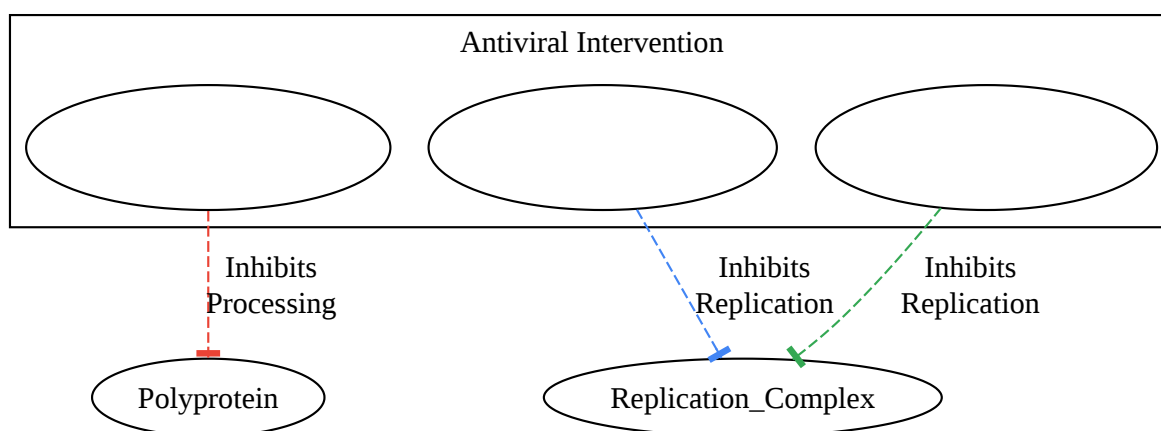 Antiviral Intervention
Inhibits
Processing
Inhibits
Replication
Inhibits
Replication
Polyprotein
Replication_Complex